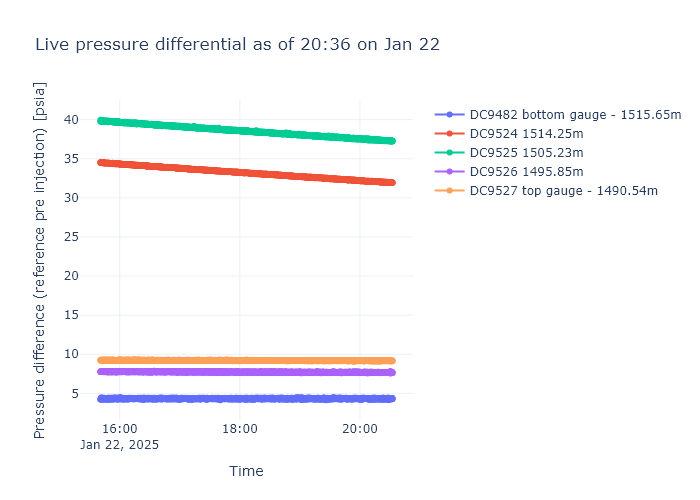 Live pressure differential as of 20:36 on Jan 22
Pressure difference (reference pre injection) [psia]
40
35
30
25
20
15
10
5
16:00
Jan 22, 2025
18:00
20:00
Time
DC9482 bottom gauge - 1515.65m
DC9524 1514.25m
DC9525 1505.23m
DC9526 1495.85m
DC9527 top gauge - 1490.54m